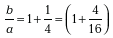 b/a = 1 + 1/4 = (1 + 4/16)